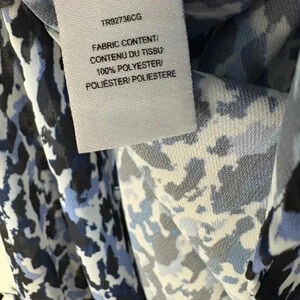 TR92736CG
FABRIC CONTENT/
CONTENU DU TISSU:
100% POLYESTER/
POLIÉSTER/ POLIESTERE